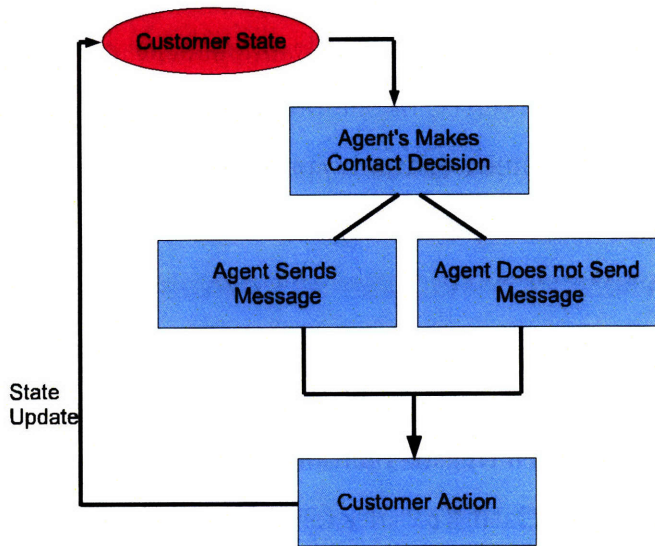 Customer State
Agent's Makes
Contact Decision
Agent Sends
Message
Agent Does not Send
Message
State
Update
Customer Action